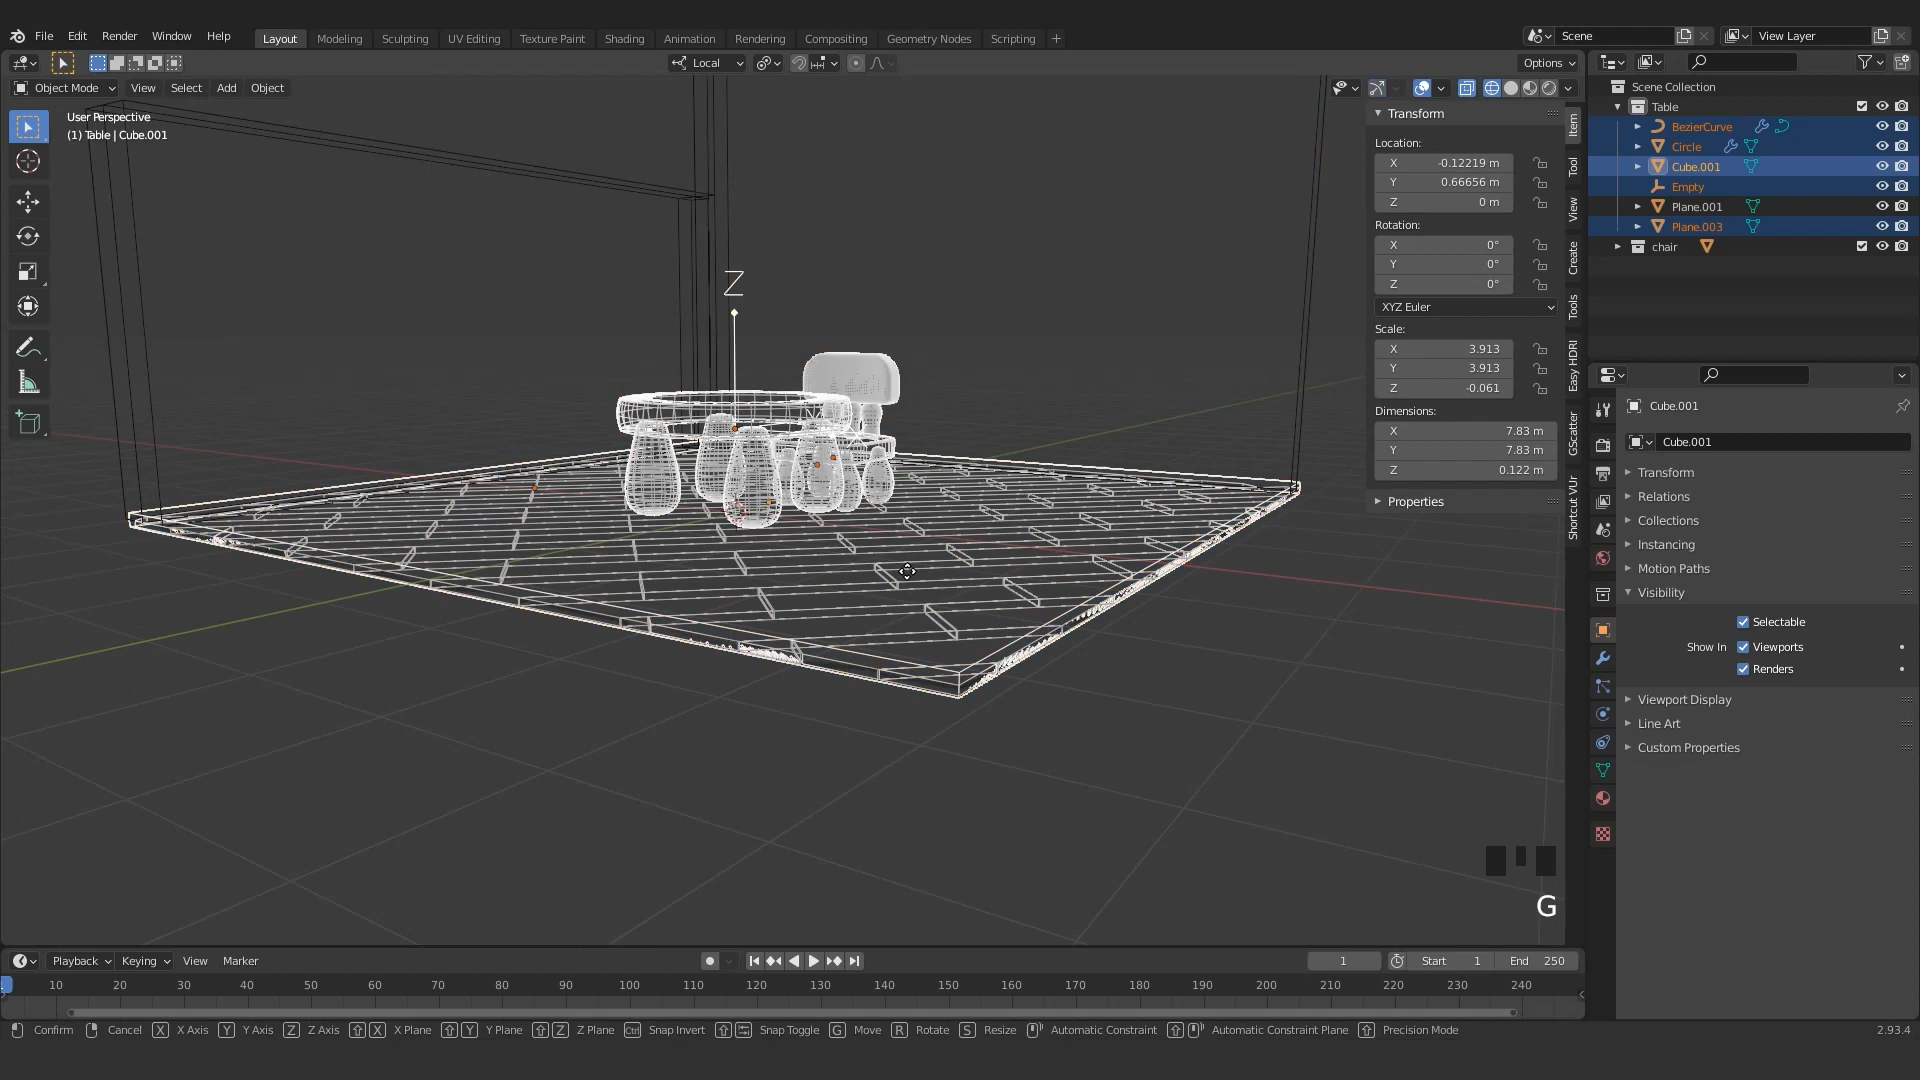 File Edit Render Window Help Layout Modeling Sculpting UV Editing Texture Paint Shading Animation Rendering Compositing Geometry Nodes Scripting + Scene View Layer
Local Options
Object Mode View Select Add Object
User Perspective
(1) Table | Cube.001
Z
Transform
Location:
X -0.12219 m
Y 0.66656 m
Z 0 m
Rotation:
X 0°
Y 0°
Z 0°
XYZ Euler
Scale:
X 3.913
Y 3.913
Z -0.061
Dimensions:
X 7.83 m
Y 7.83 m
Z 0.122 m
Properties
Item
Tool
View
Create
Tools
Easy HDRI
GScatter
Shortcut VUr
Scene Collection
Table
BezierCurve
Circle
Cube.001
Empty
Plane.001
Plane.003
chair
Cube.001
Cube.001
Transform
Relations
Collections
Instancing
Motion Paths
Visibility
Selectable
Show In Viewports
Renders
Viewport Display
Line Art
Custom Properties
G
Playback Keying View Marker 1 Start 1 End 250
10 20 30 40 50 60 70 80 90 100 110 120 130 140 150 160 170 180 190 200 210 220 230 240
Confirm Cancel X X Axis Y Y Axis Z Z Axis X X Plane Y Y Plane Z Z Plane Ctrl Snap Invert Snap Toggle G Move R Rotate S Resize Automatic Constraint Automatic Constraint Plane Precision Mode 2.93.4